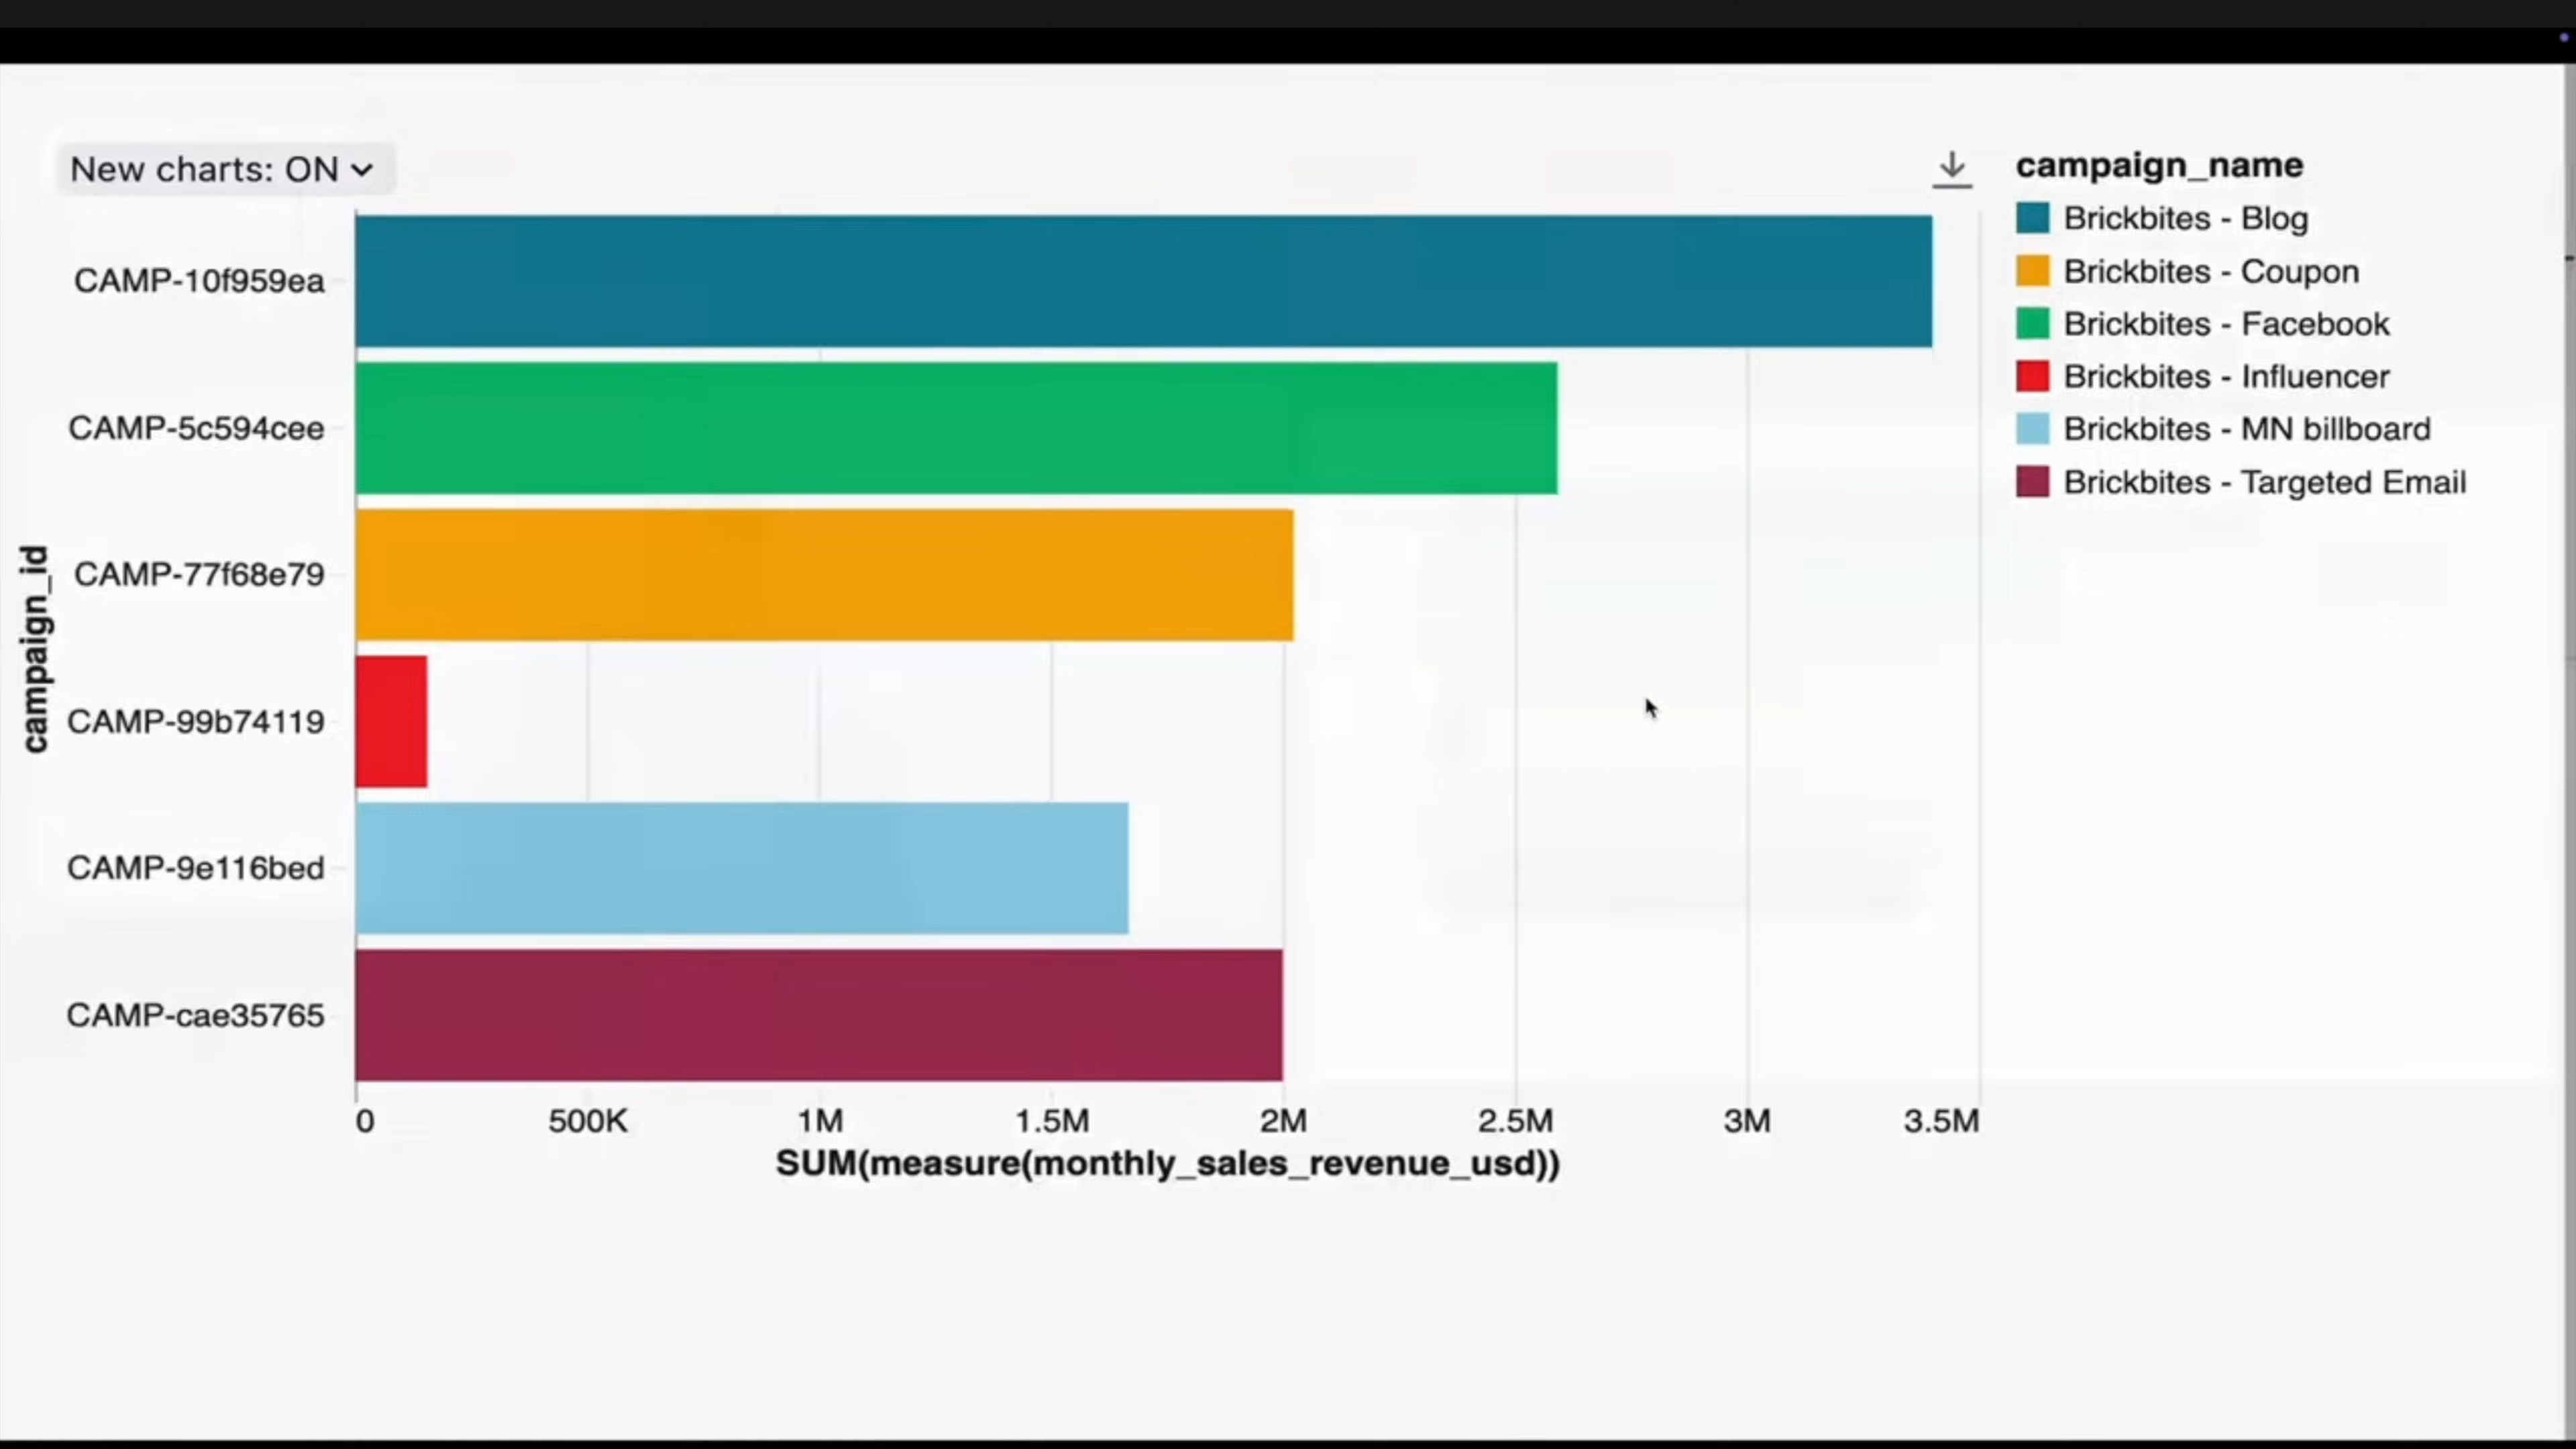 New charts: ON
campaign_name
Brickbites - Blog
Brickbites - Coupon
Brickbites - Facebook
Brickbites - Influencer
Brickbites - MN billboard
Brickbites - Targeted Email
campaign_id
CAMP-10f959ea
CAMP-5c594cee
CAMP-77f68e79
CAMP-99b74119
CAMP-9e116bed
CAMP-cae35765
0 500K 1M 1.5M 2M 2.5M 3M 3.5M
SUM(measure(monthly_sales_revenue_usd))